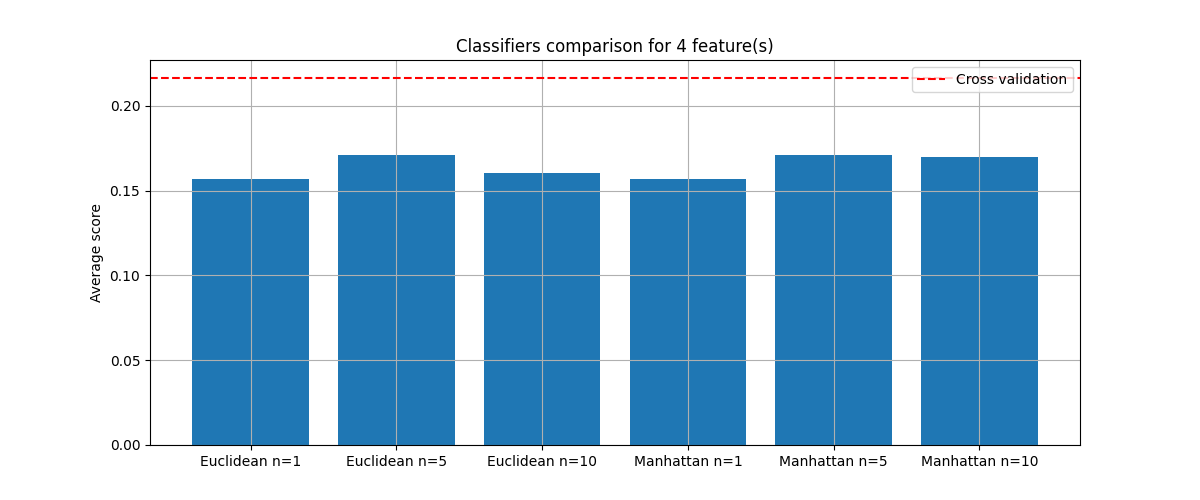 Classifiers comparison for 4 feature(s)
Cross validation
Average score
0.20
0.15
0.10
0.05
0.00
Euclidean n=1 Euclidean n=5 Euclidean n=10 Manhattan n=1 Manhattan n=5 Manhattan n=10